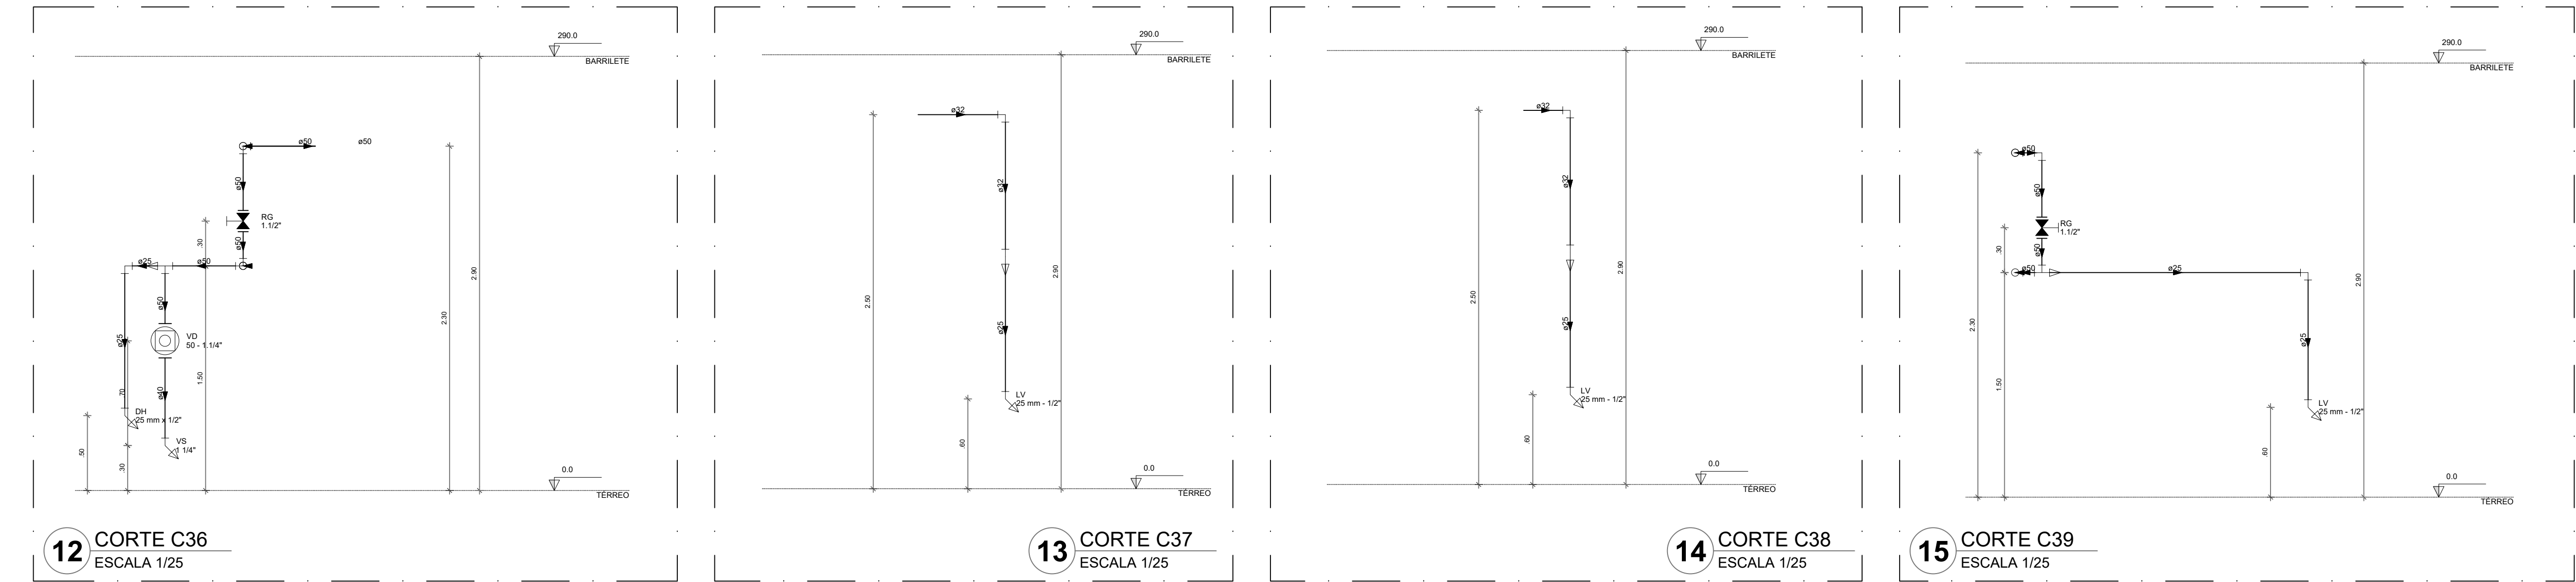 290.0
BARRILETE
ø50
ø50
ø50
RG
1.1/2"
.30
ø50
ø25
ø50
2.90
2.30
ø50
VD
50 - 1.1/4"
ø25
1.50
.70
ø40
DH
25 mm x 1/2"
VS
1 1/4"
.50
.30
0.0
TÉRREO
12
CORTE C36
ESCALA 1/25
290.0
BARRILETE
ø32
ø32
2.90
2.50
ø25
LV
25 mm - 1/2"
.60
0.0
TÉRREO
13
CORTE C37
ESCALA 1/25
290.0
BARRILETE
ø32
ø32
2.90
2.50
ø25
LV
25 mm - 1/2"
.60
0.0
TÉRREO
14
CORTE C38
ESCALA 1/25
290.0
BARRILETE
ø50
ø50
RG
1.1/2"
.30
ø50
ø50
ø25
2.90
2.30
ø25
1.50
LV
25 mm - 1/2"
.60
0.0
TÉRREO
15
CORTE C39
ESCALA 1/25